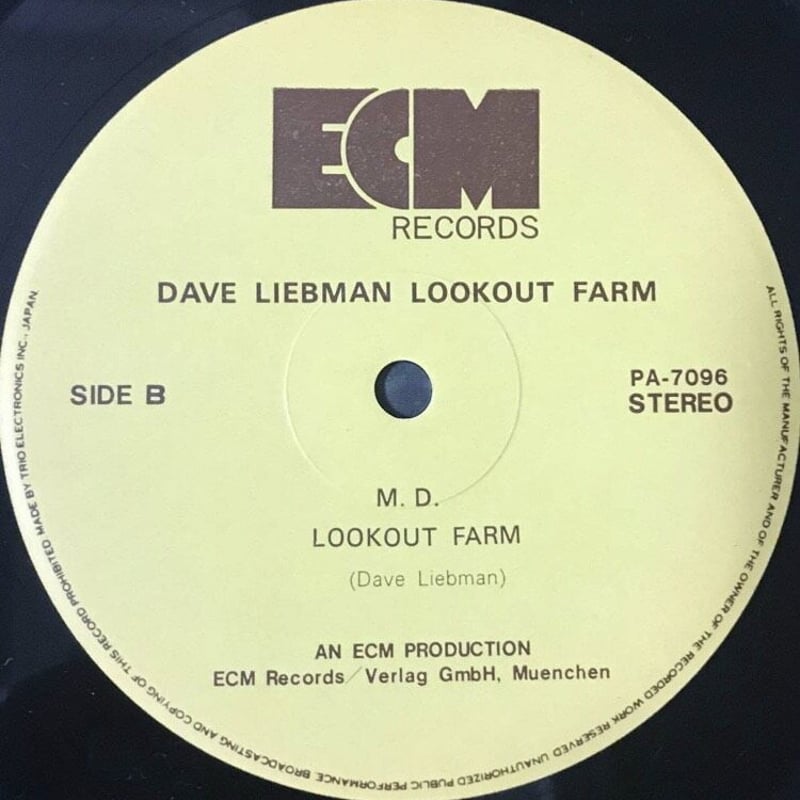 ECM
RECORDS
DAVE LIEBMAN LOOKOUT FARM
SIDE B
PA-7096
STEREO
M. D.
LOOKOUT FARM
(Dave Liebman)
AN ECM PRODUCTION
ECM Records/Verlag GmbH, Muenchen
ALL RIGHTS OF THE MANUFACTURER AND OF THE OWNER OF THE RECORDED WORK RESERVED UNAUTHORIZED PUBLIC PERFORMANCE BROADCASTING AND COPYING OF THIS RECORD PROHIBITED MADE BY TRIO ELECTRONICS INC., JAPAN.